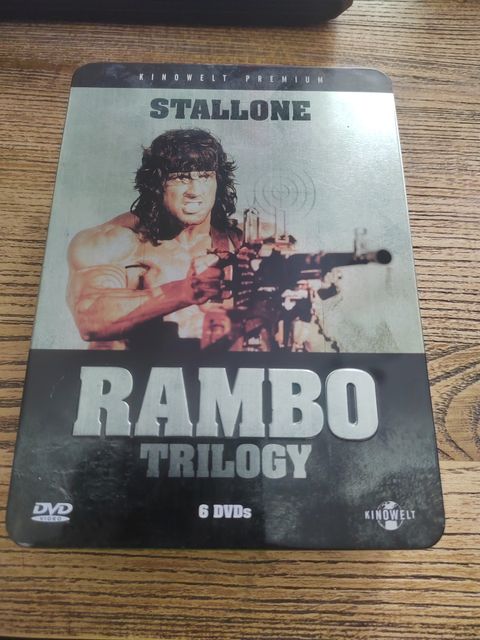 KINOWELT PREMIUM
STALLONE
RAMBO
TRILOGY
DVD
VIDEO
6 DVDs
KINOWELT